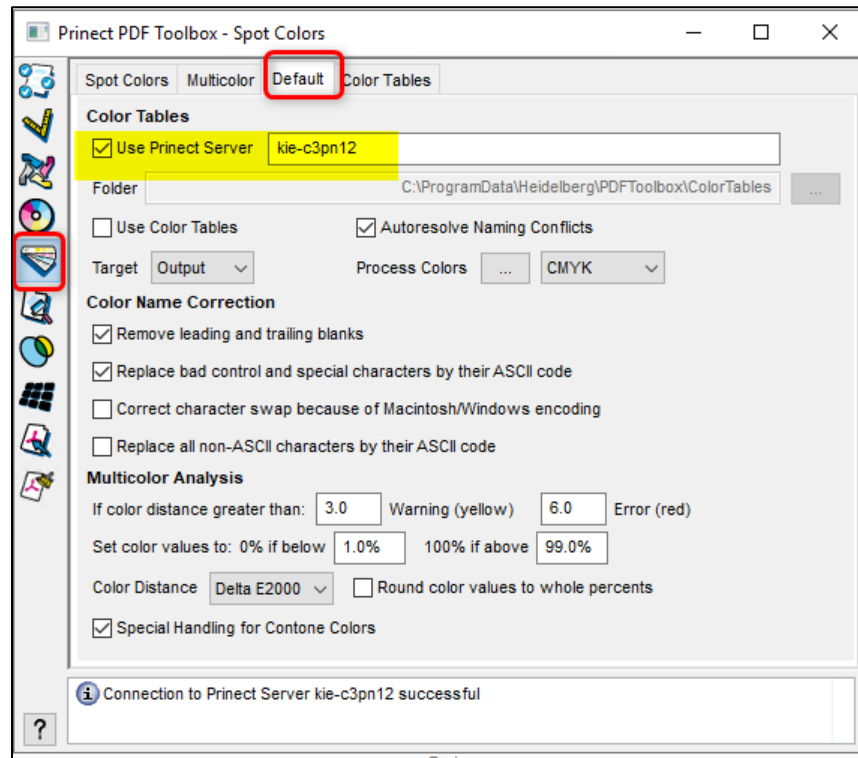 Prinect PDF Toolbox - Spot Colors
Spot Colors Multicolor Default Color Tables
Color Tables
Use Prinect Server kie-c3pn12
Folder C:\ProgramData\Heidelberg\PDFToolbox\ColorTables ...
Use Color Tables Autoresolve Naming Conflicts
Target Output Process Colors ... CMYK
Color Name Correction
Remove leading and trailing blanks
Replace bad control and special characters by their ASCII code
Correct character swap because of Macintosh/Windows encoding
Replace all non-ASCII characters by their ASCII code
Multicolor Analysis
If color distance greater than: 3.0 Warning (yellow) 6.0 Error (red)
Set color values to: 0% if below 1.0% 100% if above 99.0%
Color Distance Delta E2000 Round color values to whole percents
Special Handling for Contone Colors
Connection to Prinect Server kie-c3pn12 successful
?